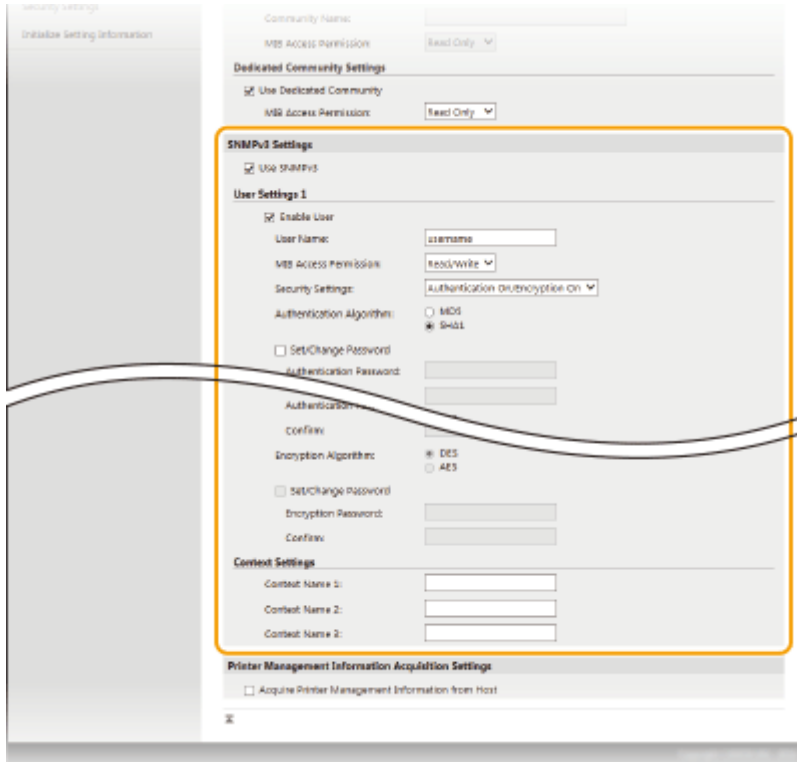 Security Settings
Initialize Setting Information
Community Name:
MIB Access Permission: Read Only
Dedicated Community Settings
Use Dedicated Community
MIB Access Permission: Read Only
SNMPv3 Settings
Use SNMPv3
User Settings 1
Enable User
User Name: username
MIB Access Permission: Read/Write
Security Settings: Authentication On/Encryption On
Authentication Algorithm: MD5
SHA1
Set/Change Password
Authentication Password:
Authentication
Confirm:
Encryption Algorithm: DES
AES
Set/Change Password
Encryption Password:
Confirm:
Context Settings
Context Name 1:
Context Name 2:
Context Name 3:
Printer Management Information Acquisition Settings
Acquire Printer Management Information from Host